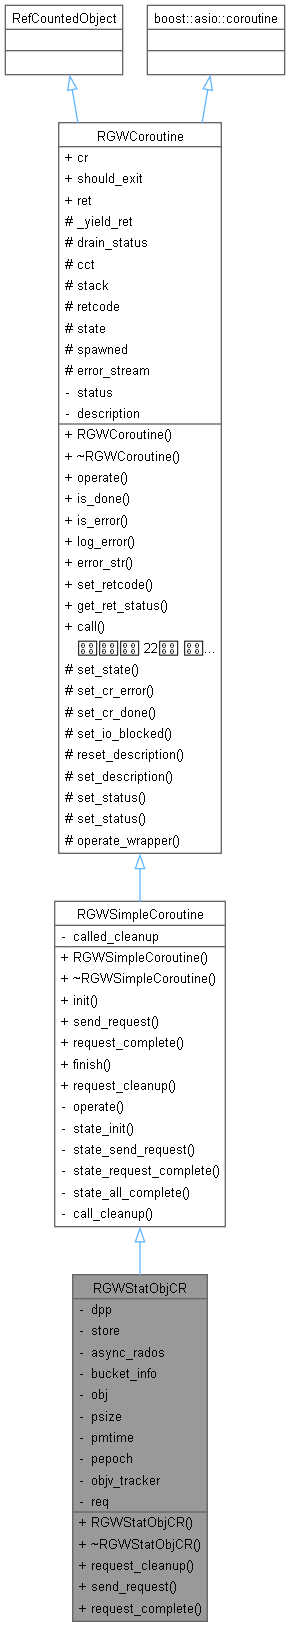 RefCountedObject
boost::asio::coroutine
RGWCoroutine
+ cr
+ should_exit
+ ret
# _yield_ret
# drain_status
# cct
# stack
# retcode
# state
# spawned
# error_stream
- status
- description
+ RGWCoroutine()
+ ~RGWCoroutine()
+ operate()
+ is_done()
+ is_error()
+ log_error()
+ error_str()
+ set_retcode()
+ get_ret_status()
+ call()
22 ...
# set_state()
# set_cr_error()
# set_cr_done()
# set_io_blocked()
# reset_description()
# set_description()
# set_status()
# set_status()
# operate_wrapper()
RGWSimpleCoroutine
- called_cleanup
+ RGWSimpleCoroutine()
+ ~RGWSimpleCoroutine()
+ init()
+ send_request()
+ request_complete()
+ finish()
+ request_cleanup()
- operate()
- state_init()
- state_send_request()
- state_request_complete()
- state_all_complete()
- call_cleanup()
RGWStatObjCR
- dpp
- store
- async_rados
- bucket_info
- obj
- psize
- pmtime
- pepoch
- objv_tracker
- req
+ RGWStatObjCR()
+ ~RGWStatObjCR()
+ request_cleanup()
+ send_request()
+ request_complete()